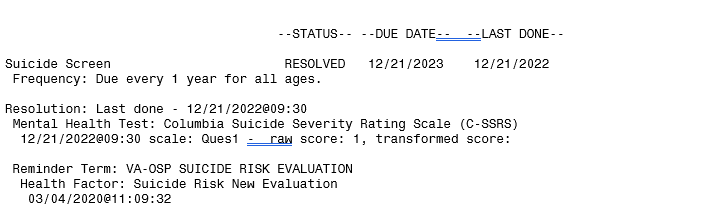 --STATUS-- --DUE DATE-- --LAST DONE--
Suicide Screen RESOLVED 12/21/2023 12/21/2022
Frequency: Due every 1 year for all ages.
Resolution: Last done - 12/21/2022@09:30
Mental Health Test: Columbia Suicide Severity Rating Scale (C-SSRS)
12/21/2022@09:30 scale: Ques1 - raw score: 1, transformed score:
Reminder Term: VA-OSP SUICIDE RISK EVALUATION
Health Factor: Suicide Risk New Evaluation
03/04/2020@11:09:32